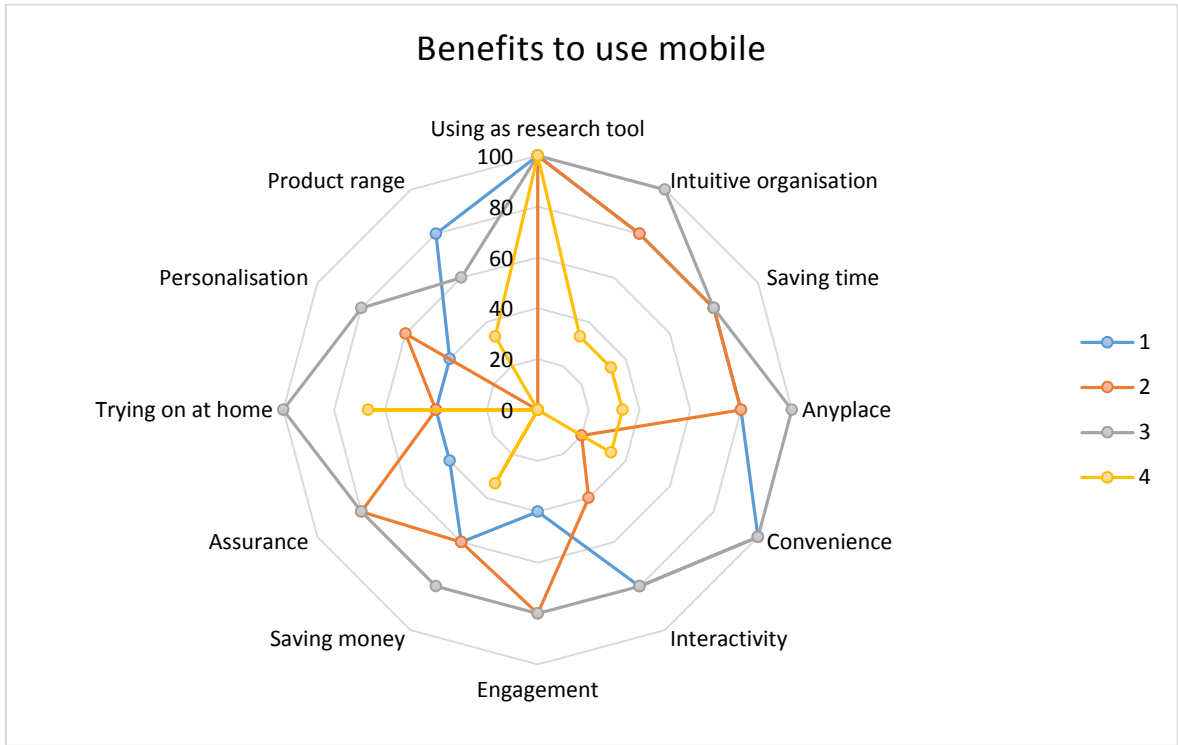 Benefits to use mobile
Using as research tool
Product range
Intuitive organisation
Personalisation
Saving time
Trying on at home
Anyplace
Assurance
Convenience
Saving money
Interactivity
Engagement
100
80
60
40
20
0
1
2
3
4